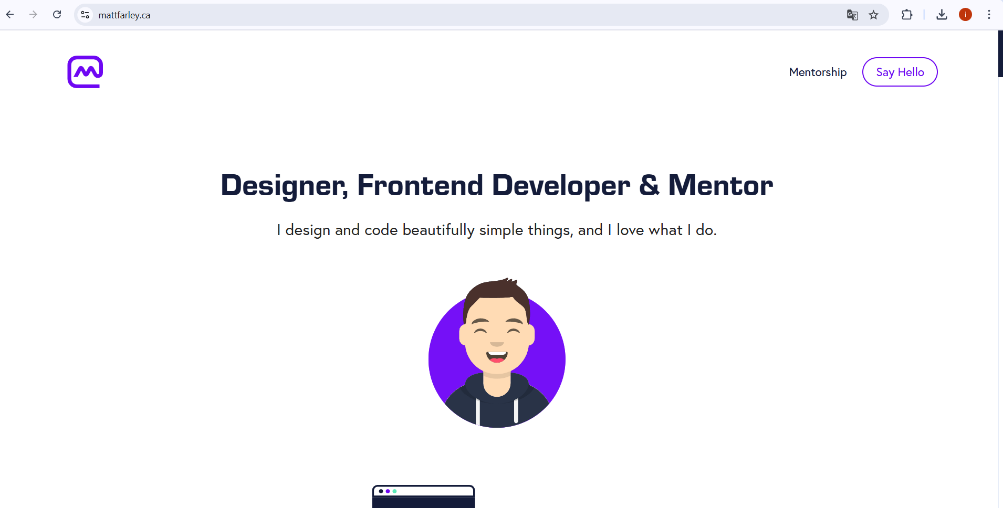 mattfarley.ca
Mentorship
Say Hello
Designer, Frontend Developer & Mentor
I design and code beautifully simple things, and I love what I do.